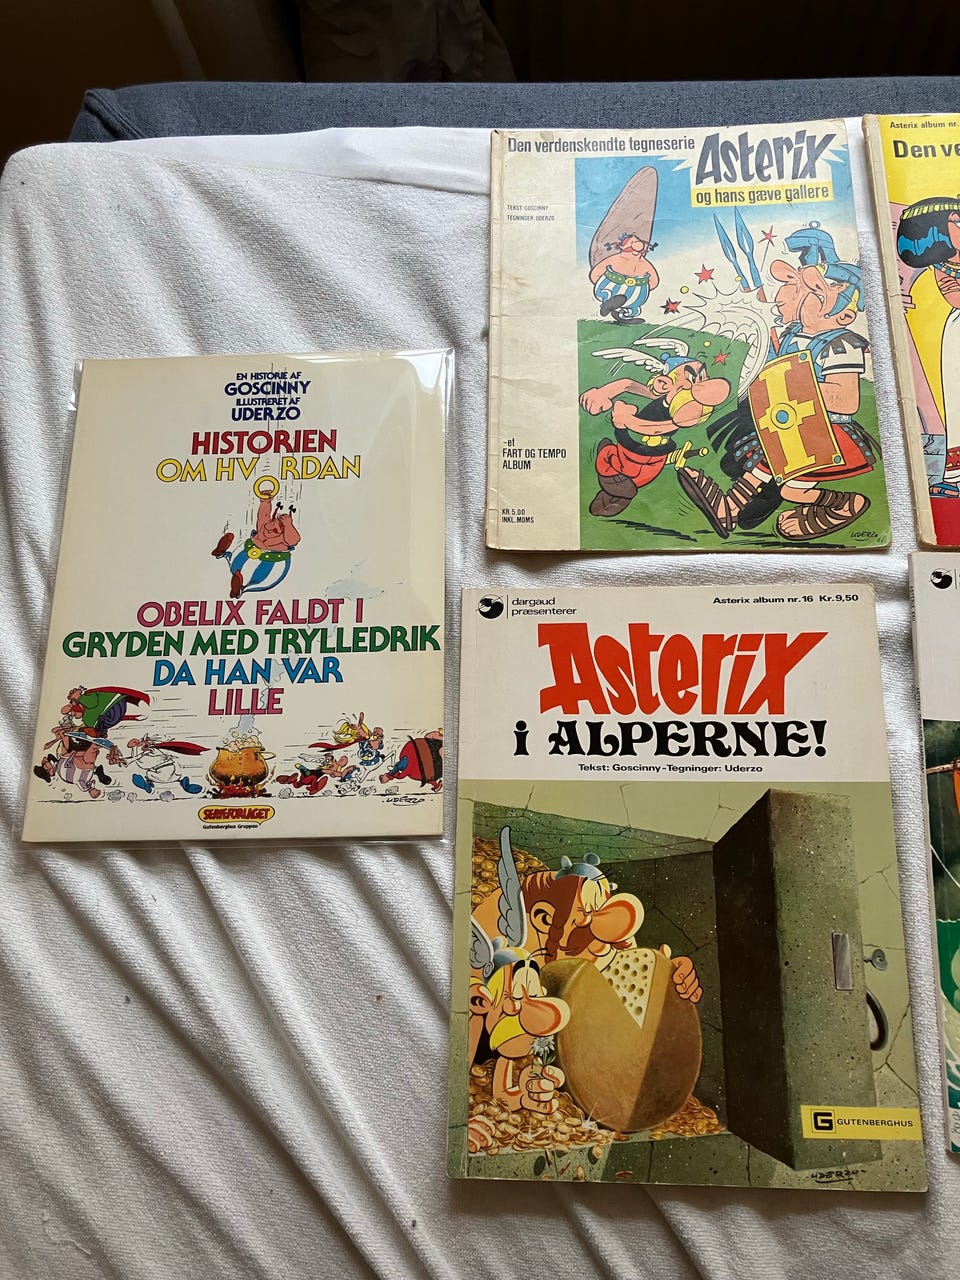 EN HISTORIE AF
GOSCINNY
ILLUSTRERET AF
UDERZO
HISTORIEN
OM HVORDAN
OBELIX FALDT I
GRYDEN MED TRYLLEDRIK
DA HAN VAR
LILLE
UDERZO
SERIEFORLAGET
Gutenberghus Gruppen
Den verdenskendte tegneserie
Asterix
og hans gæve gallere
TEKST: GOSCINNY
TEGNINGER: UDERZO
-et
FART OG TEMPO
ALBUM
KR. 5.00
INKL. MOMS
UDERZO
Asterix album nr.
Den ve
dargaud
præsenterer
Asterix album nr. 16 Kr. 9,50
Asterix
i ALPERNE!
Tekst: Goscinny-Tegninger: Uderzo
G GUTENBERGHUS
UDERZO